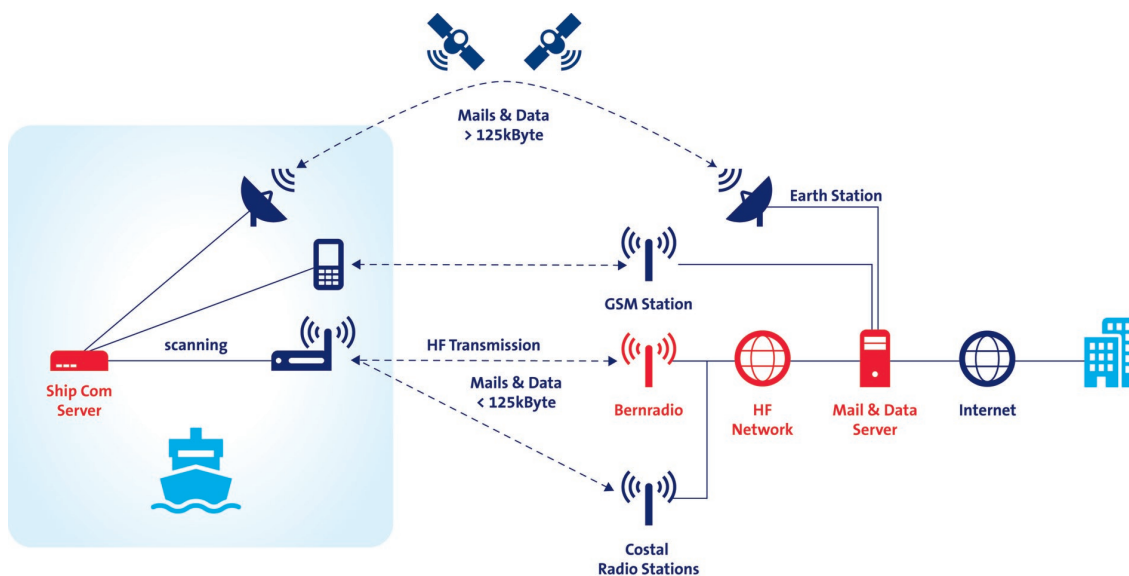 Mails & Data
> 125kByte
Earth Station
GSM Station
scanning
HF Transmission
Mails & Data
< 125kByte
Ship Com
Server
Bernradio
HF
Network
Mail & Data
Server
Internet
Costal
Radio Stations